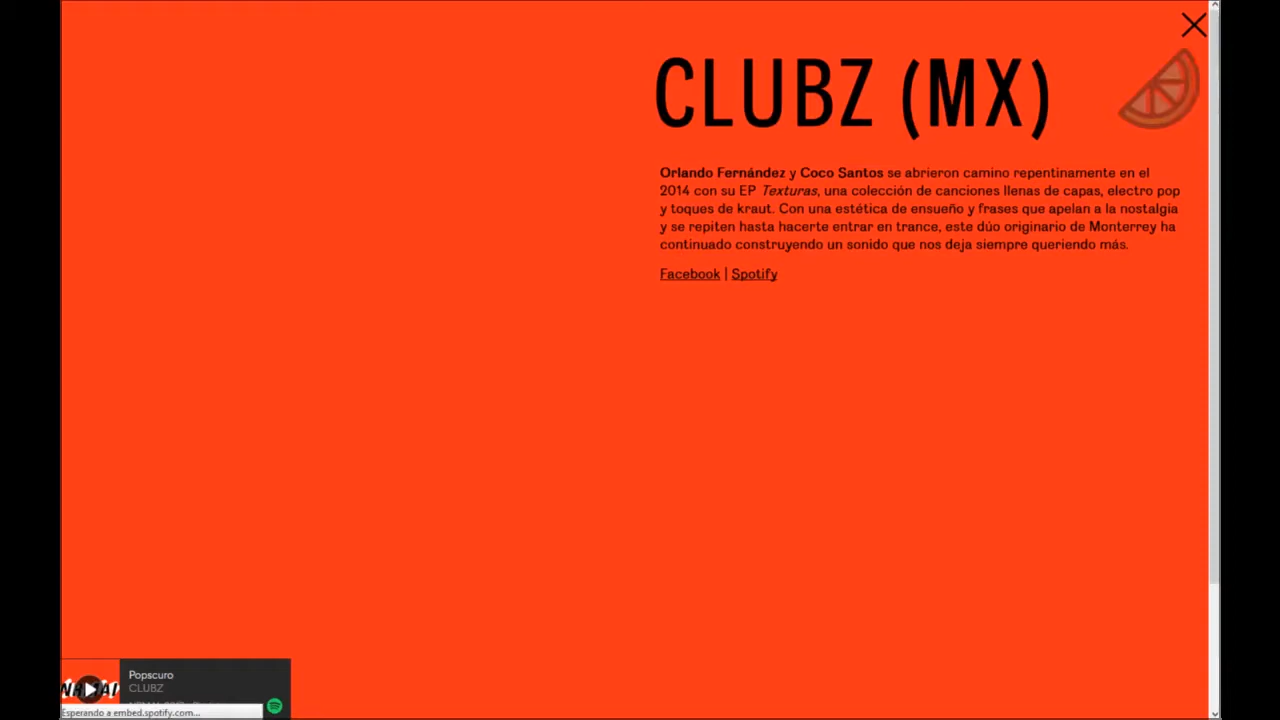 CLUBZ (MX)
Orlando Fernández y Coco Santos se abrieron camino repentinamente en el
2014 con su EP Texturas, una colección de canciones llenas de capas, electro pop
y toques de kraut. Con una estética de ensueño y frases que apelan a la nostalgia
y se repiten hasta hacerte entrar en trance, este dúo originario de Monterrey ha
continuado construyendo un sonido que nos deja siempre queriendo más.
Facebook | Spotify
Popscuro
CLUBZ
Esperando a embed.spotify.com...